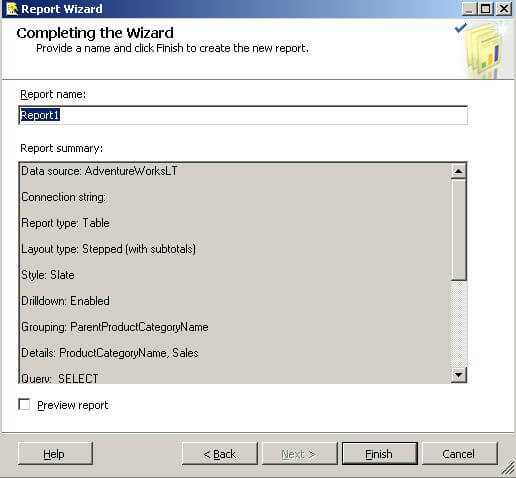 Report Wizard
Completing the Wizard
Provide a name and click Finish to create the new report.
Report name:
Report1
Report summary:
Data source: AdventureWorksLT
Connection string:
Report type: Table
Layout type: Stepped (with subtotals)
Style: Slate
Drilldown: Enabled
Grouping: ParentProductCategoryName
Details: ProductCategoryName, Sales
Query: SELECT
Preview report
Help
< Back
Next >
Finish
Cancel